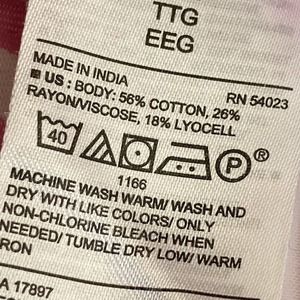 TTG
EEG
MADE IN INDIA RN 54023
■ US : BODY: 56% COTTON, 26%
RAYON/VISCOSE, 18% LYOCELL
40 P ®
1166
MACHINE WASH WARM/ WASH AND
DRY WITH LIKE COLORS/ ONLY
NON-CHLORINE BLEACH WHEN
NEEDED/ TUMBLE DRY LOW/ WARM
RON
A 17897